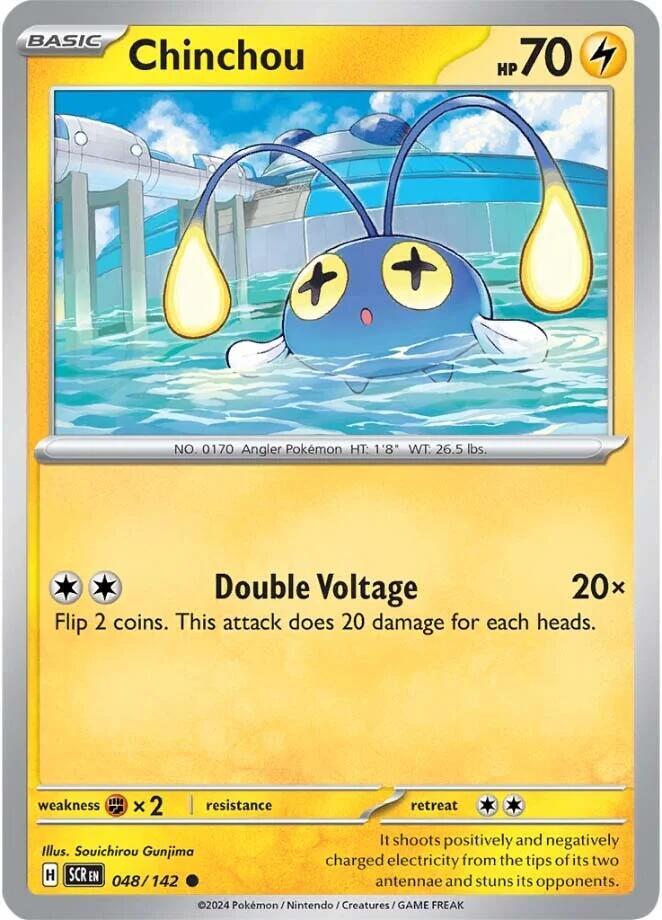 BASIC Chinchou HP 70
NO. 0170 Angler Pokémon HT: 1'8" WT: 26.5 lbs.
Double Voltage 20×
Flip 2 coins. This attack does 20 damage for each heads.
weakness ×2 resistance retreat
Illus. Souichirou Gunjima
H SCR EN 048/142
It shoots positively and negatively
charged electricity from the tips of its two
antennae and stuns its opponents.
©2024 Pokémon / Nintendo / Creatures / GAME FREAK